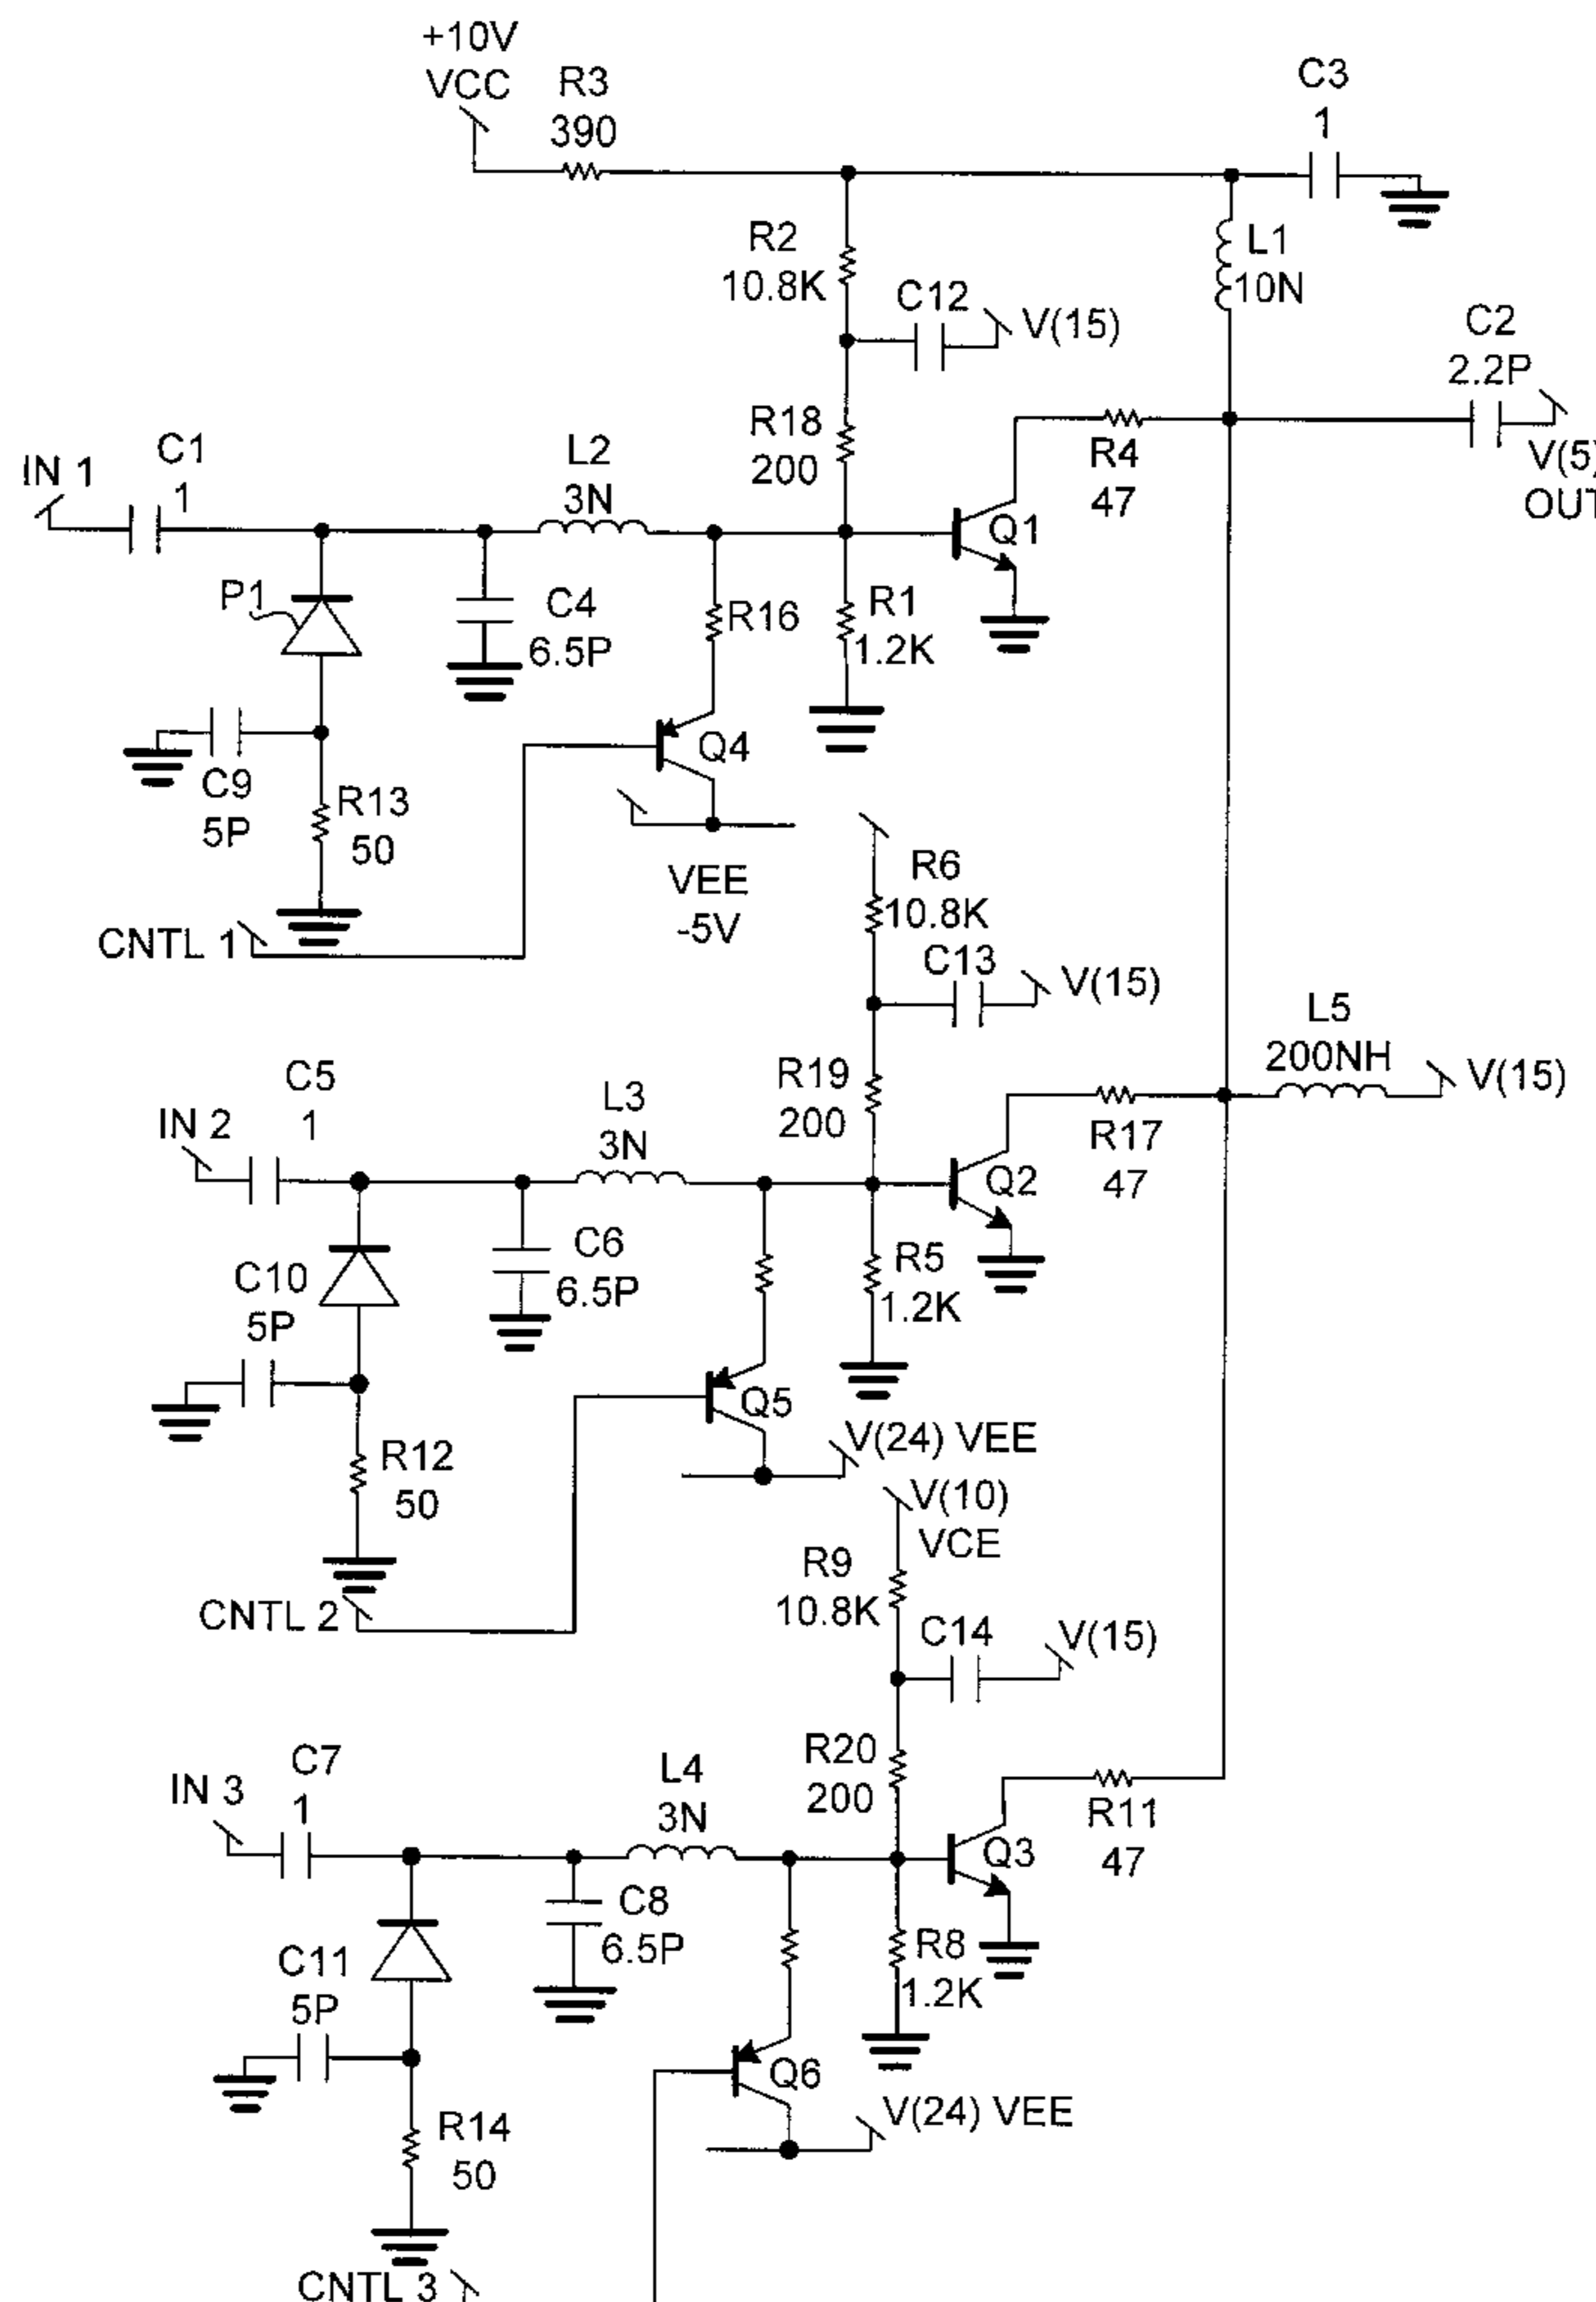 +10V
VCC
R3
390
C3
1
R2
10.8K
L1
10N
C12
V(15)
C2
2.2P
R18
200
R4
47
V(5)
IN 1
C1
1
L2
3N
Q1
P1
C4
6.5P
R16
R1
1.2K
Q4
C9
5P
R13
50
VEE
-5V
R6
10.8K
CNTL 1
C13
V(15)
L5
200NH
V(15)
R19
200
C5
1
L3
3N
IN 2
R17
47
Q2
C6
6.5P
R5
1.2K
C10
5P
Q5
R12
50
V(24) VEE
V(10)
VCE
R9
10.8K
CNTL 2
C14
V(15)
R20
200
C7
1
L4
3N
IN 3
R11
47
Q3
C8
6.5P
R8
1.2K
C11
5P
Q6
R14
50
V(24) VEE
CNTL 3